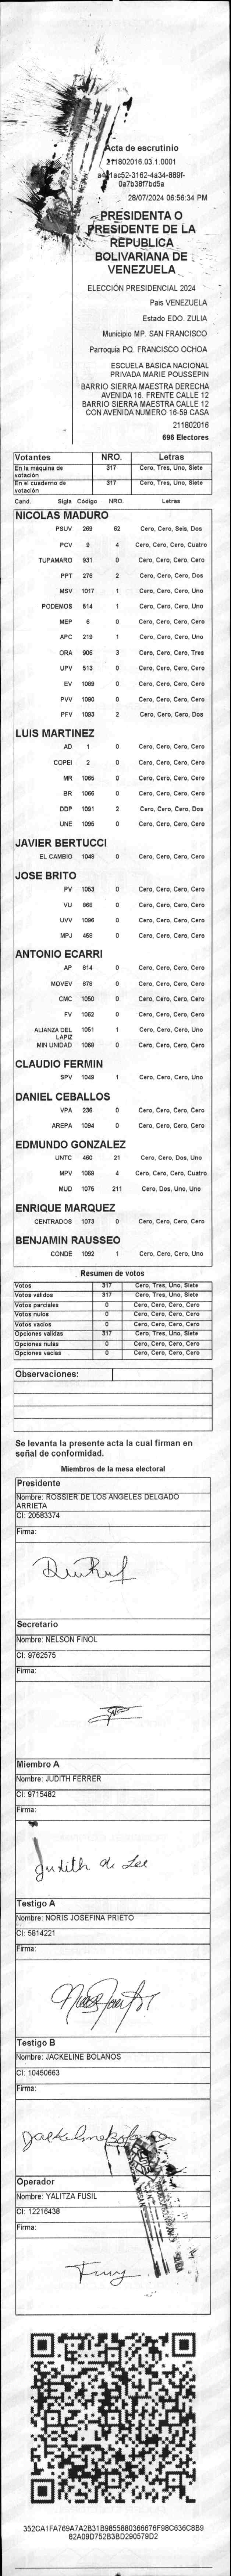 Acta de escrutinio
211802016.03.1.0001
0a7b38f7bd5a
28/07/2024 06:56:34 PM
PRESIDENTA O
PRESIDENTE DE LA
REPUBLICA
BOLIVARIANA DE
VENEZUELA
ELECCIÓN PRESIDENCIAL 2024
Pais VENEZUELA
Estado EDO. ZULIA
Municipio MP. SAN FRANCISCO
Parroquia PQ. FRANCISCO OCHOA
ESCUELA BASICA NACIONAL
PRIVADA MARIE POUSSEPIN
BARRIO SIERRA MAESTRA DERECHA
AVENIDA 16. FRENTE CALLE 12
BARRIO SIERRA MAESTRA CALLE 12
CON AVENIDA NUMERO 16-59 CASA
211802016
696 Electores
Votantes NRO. Letras
En la máquina de votación 317 Cero, Tres, Uno, Siete
En el cuaderno de votación 317 Cero, Tres, Uno, Siete
Cand. Sigla Código NRO. Letras
NICOLAS MADURO
PSUV 269 62 Cero, Cero, Seis, Dos
PCV 9 4 Cero, Cero, Cero, Cuatro
TUPAMARO 931 0 Cero, Cero, Cero, Cero
PPT 276 2 Cero, Cero, Cero, Dos
MSV 1017 1 Cero, Cero, Cero, Uno
PODEMOS 514 1 Cero, Cero, Cero, Uno
MEP 6 0 Cero, Cero, Cero, Cero
APC 219 1 Cero, Cero, Cero, Uno
ORA 906 3 Cero, Cero, Cero, Tres
UPV 513 0 Cero, Cero, Cero, Cero
EV 1089 0 Cero, Cero, Cero, Cero
PVV 1090 0 Cero, Cero, Cero, Cero
PFV 1093 2 Cero, Cero, Cero, Dos
LUIS MARTINEZ
AD 1 0 Cero, Cero, Cero, Cero
COPEI 2 0 Cero, Cero, Cero, Cero
MR 1065 0 Cero, Cero, Cero, Cero
BR 1066 0 Cero, Cero, Cero, Cero
DDP 1091 2 Cero, Cero, Cero, Dos
UNE 1095 0 Cero, Cero, Cero, Cero
JAVIER BERTUCCI
EL CAMBIO 1048 0 Cero, Cero, Cero, Cero
JOSE BRITO
PV 1053 0 Cero, Cero, Cero, Cero
VU 868 0 Cero, Cero, Cero, Cero
UVV 1096 0 Cero, Cero, Cero, Cero
MPJ 458 0 Cero, Cero, Cero, Cero
ANTONIO ECARRI
AP 814 0 Cero, Cero, Cero, Cero
MOVEV 878 0 Cero, Cero, Cero, Cero
CMC 1050 0 Cero, Cero, Cero, Cero
FV 1062 0 Cero, Cero, Cero, Cero
ALIANZA DEL LAPIZ 1051 1 Cero, Cero, Cero, Uno
MIN UNIDAD 1068 0 Cero, Cero, Cero, Cero
CLAUDIO FERMIN
SPV 1049 1 Cero, Cero, Cero, Uno
DANIEL CEBALLOS
VPA 236 0 Cero, Cero, Cero, Cero
AREPA 1094 0 Cero, Cero, Cero, Cero
EDMUNDO GONZALEZ
UNTC 460 21 Cero, Cero, Dos, Uno
MPV 1069 4 Cero, Cero, Cero, Cuatro
MUD 1075 211 Cero, Dos, Uno, Uno
ENRIQUE MARQUEZ
CENTRADOS 1073 0 Cero, Cero, Cero, Cero
BENJAMIN RAUSSEO
CONDE 1092 1 Cero, Cero, Cero, Uno
Resumen de votos
Votos 317 Cero, Tres, Uno, Siete
Votos validos 317 Cero, Tres, Uno, Siete
Votos parciales 0 Cero, Cero, Cero, Cero
Votos nulos 0 Cero, Cero, Cero, Cero
Votos vacios 0 Cero, Cero, Cero, Cero
Opciones validas 317 Cero, Tres, Uno, Siete
Opciones nulas 0 Cero, Cero, Cero, Cero
Opciones vacias 0 Cero, Cero, Cero, Cero
Observaciones:
Se levanta la presente acta la cual firman en
señal de conformidad.
Miembros de la mesa electoral
Presidente
Nombre: ROSSIER DE LOS ANGELES DELGADO
ARRIETA
CI: 20583374
Firma:
Secretario
Nombre: NELSON FINOL
CI: 9762575
Firma:
Miembro A
Nombre: JUDITH FERRER
CI: 9715482
Firma:
Judith de Lee
Testigo A
Nombre: NORIS JOSEFINA PRIETO
CI: 5814221
Firma:
Testigo B
Nombre: JACKELINE BOLANOS
CI: 10450663
Firma:
Jackeline Bolanos
Operador
Nombre: YALITZA FUSIL
CI: 12216438
Firma:
352CA1FA769A7A2B31B9855880366676F98C636C8B9
82A09D752B3BD290579D2